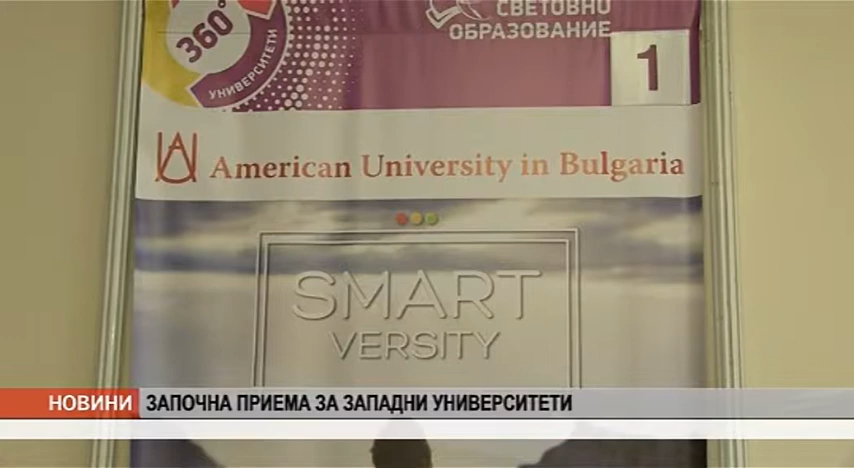 360°
УНИВЕРСИТЕТИ
СВЕТОВНО
ОБРАЗОВАНИЕ
1
American University in Bulgaria
SMART
VERSITY
НОВИНИ
ЗАПОЧНА ПРИЕМА ЗА ЗАПАДНИ УНИВЕРСИТЕТИ